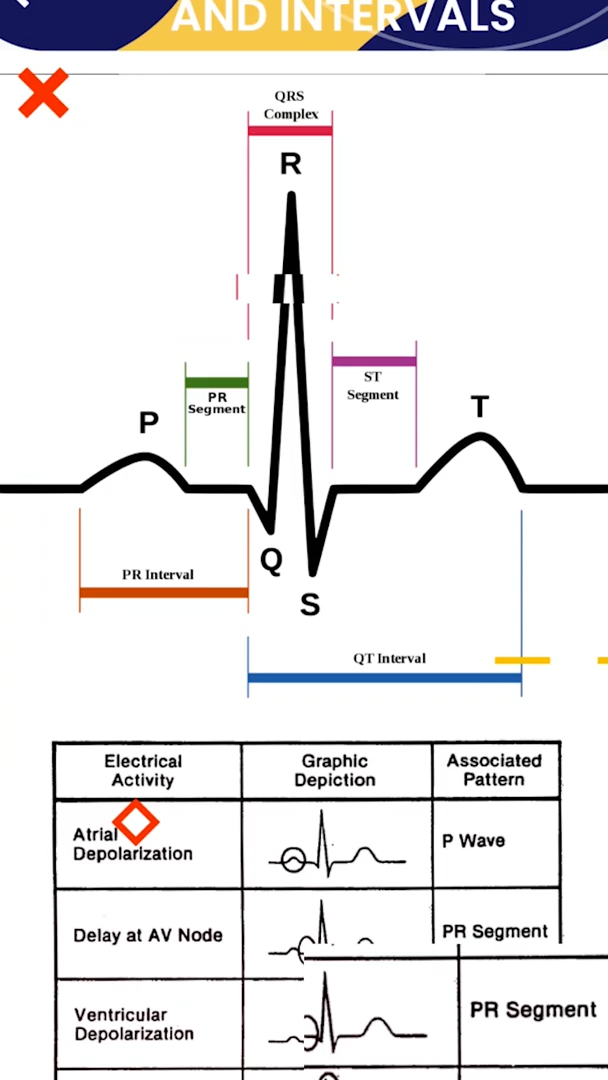 AND INTERVALS
QRS
Complex
R
PR
Segment
ST
Segment
P
T
Q
S
PR Interval
QT Interval
Electrical
Activity
Graphic
Depiction
Associated
Pattern
Atrial
Depolarization
P Wave
Delay at AV Node
PR Segment
Ventricular
Depolarization
PR Segment